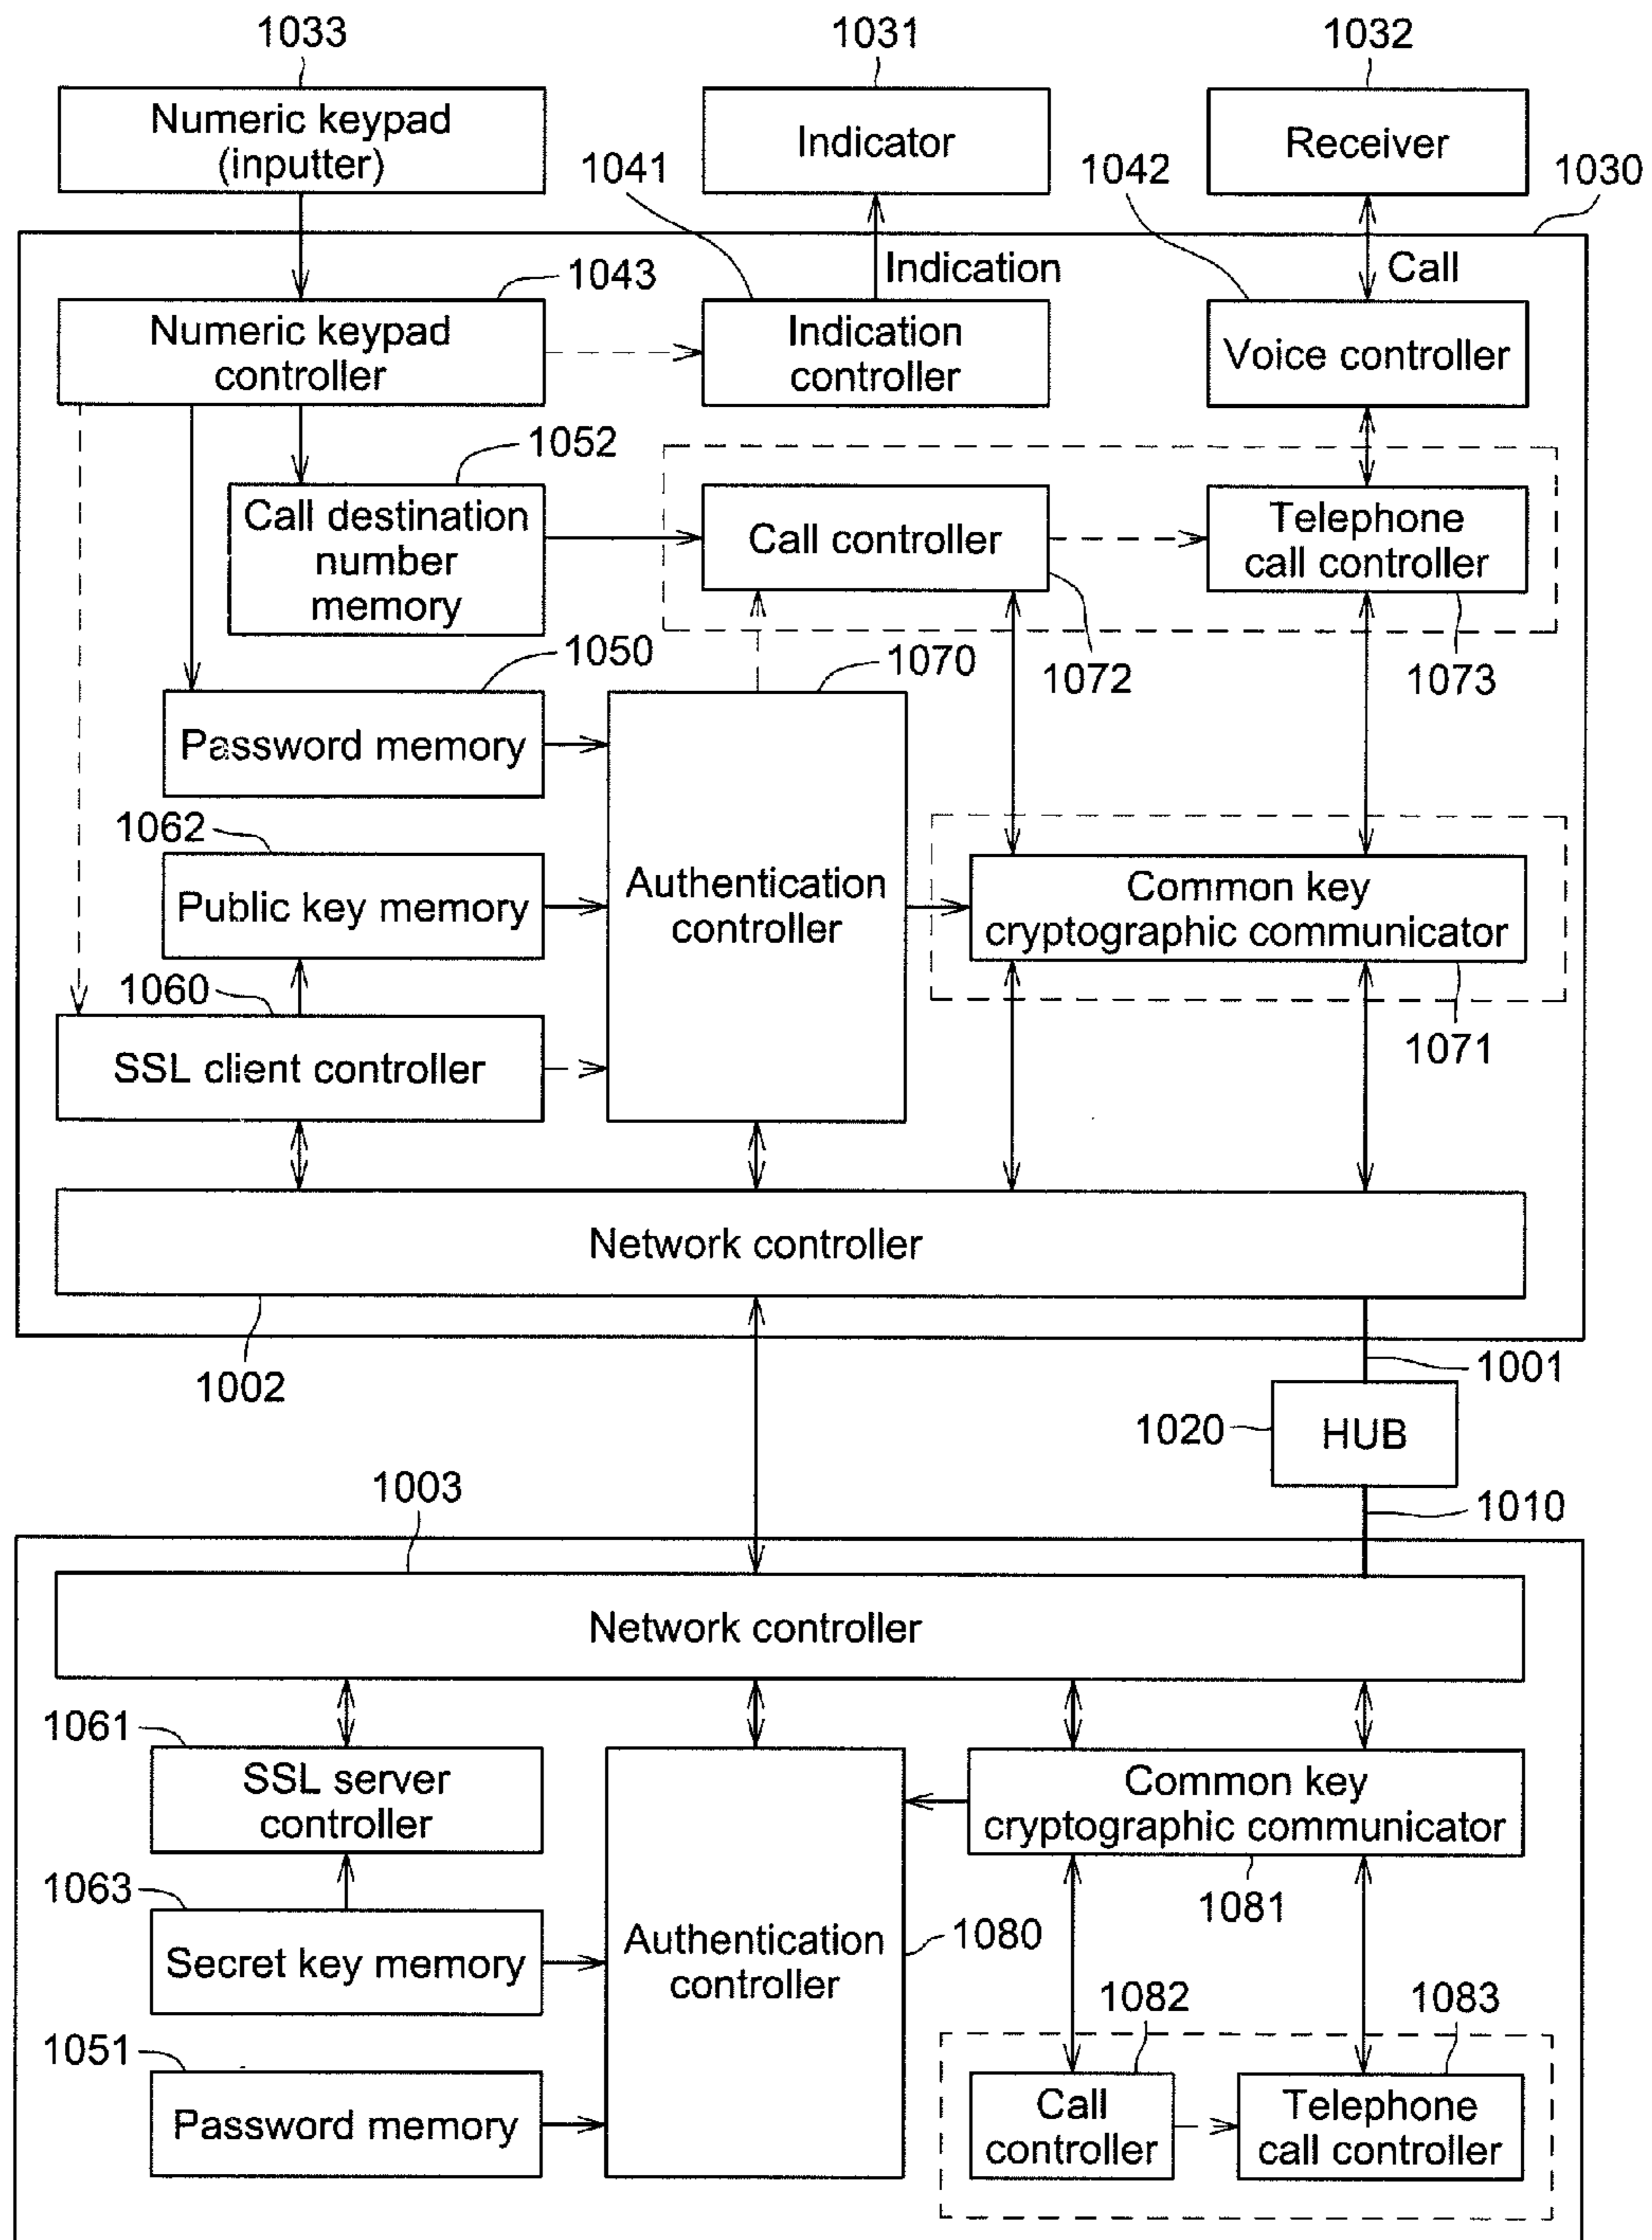 1033
1031
1032
Numeric keypad
(inputter)
Indicator
Receiver
1041
1042
1030
1043
Indication
Call
Numeric keypad
controller
Indication
controller
Voice controller
1052
Call destination
number
memory
Call controller
Telephone
call controller
1050
1070
1072
1073
Password memory
1062
Public key memory
Authentication
controller
Common key
cryptographic communicator
1060
1071
SSL client controller
Network controller
1002
1001
1020
HUB
1003
1010
Network controller
1061
SSL server
controller
Common key
cryptographic communicator
1063
1081
Secret key memory
Authentication
controller
1080
1082
1083
1051
Password memory
Call
controller
Telephone
call controller